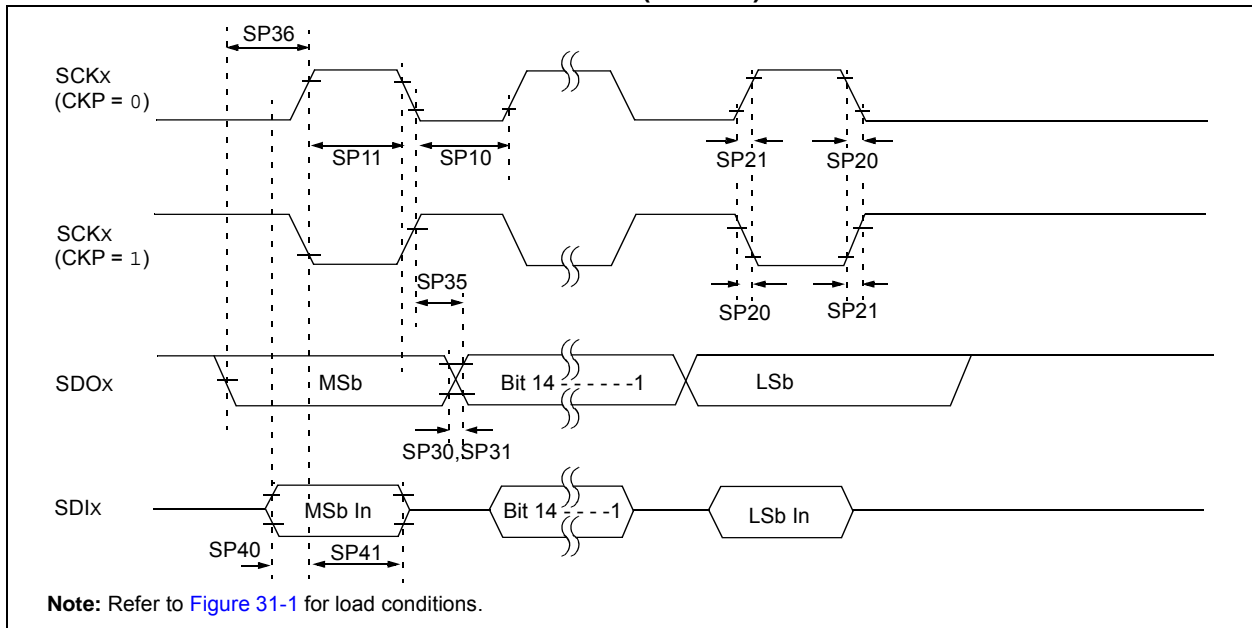 SP36
SCKx
(CKP = 0)
SP11
SP10
SP21
SP20
SCKx
(CKP = 1)
SP35
SP20
SP21
SDOx
MSb
Bit 14 - - - - - -1
LSb
SP30,SP31
SDIx
MSb In
Bit 14 - - - -1
LSb In
SP40
SP41
Note: Refer to Figure 31-1 for load conditions.